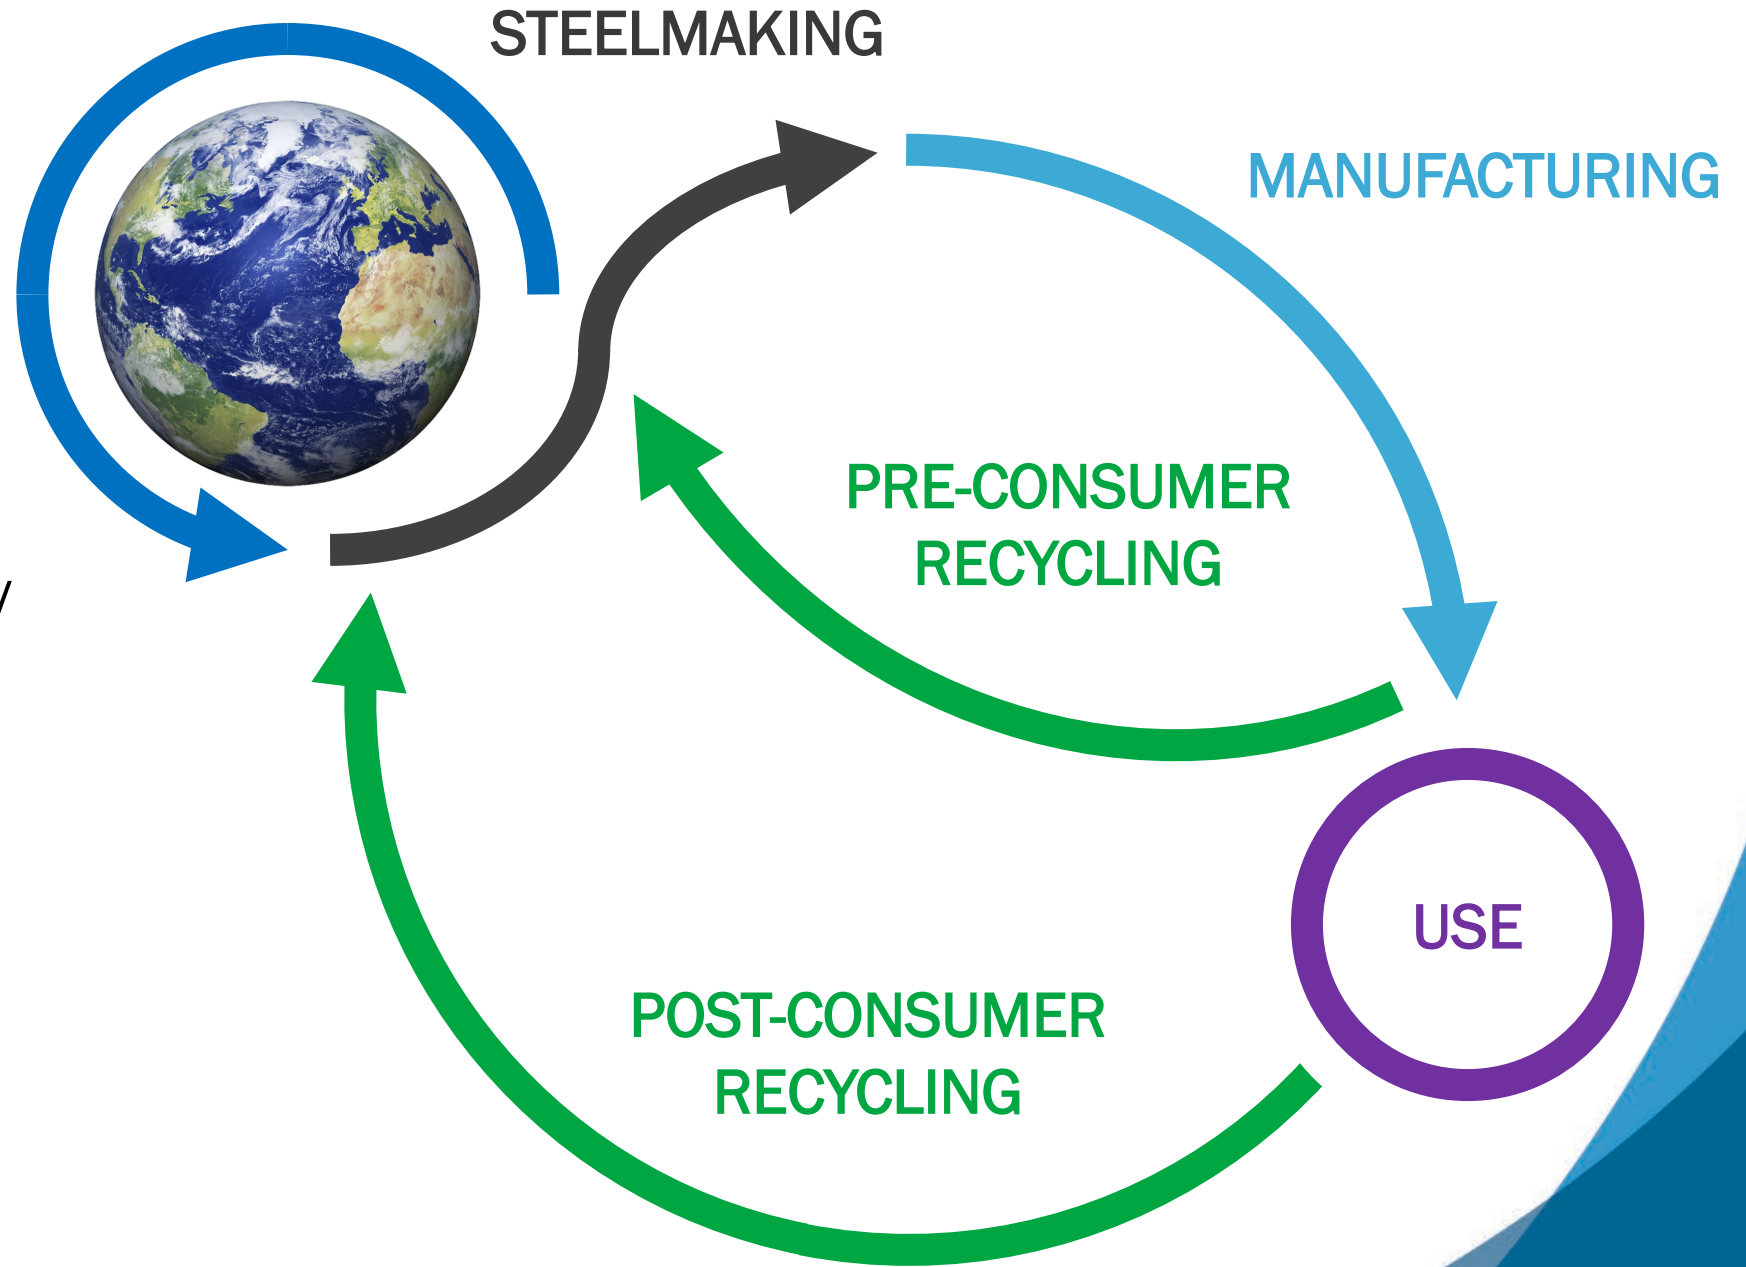 STEELMAKING
MANUFACTURING
PRE-CONSUMER
RECYCLING
USE
POST-CONSUMER
RECYCLING